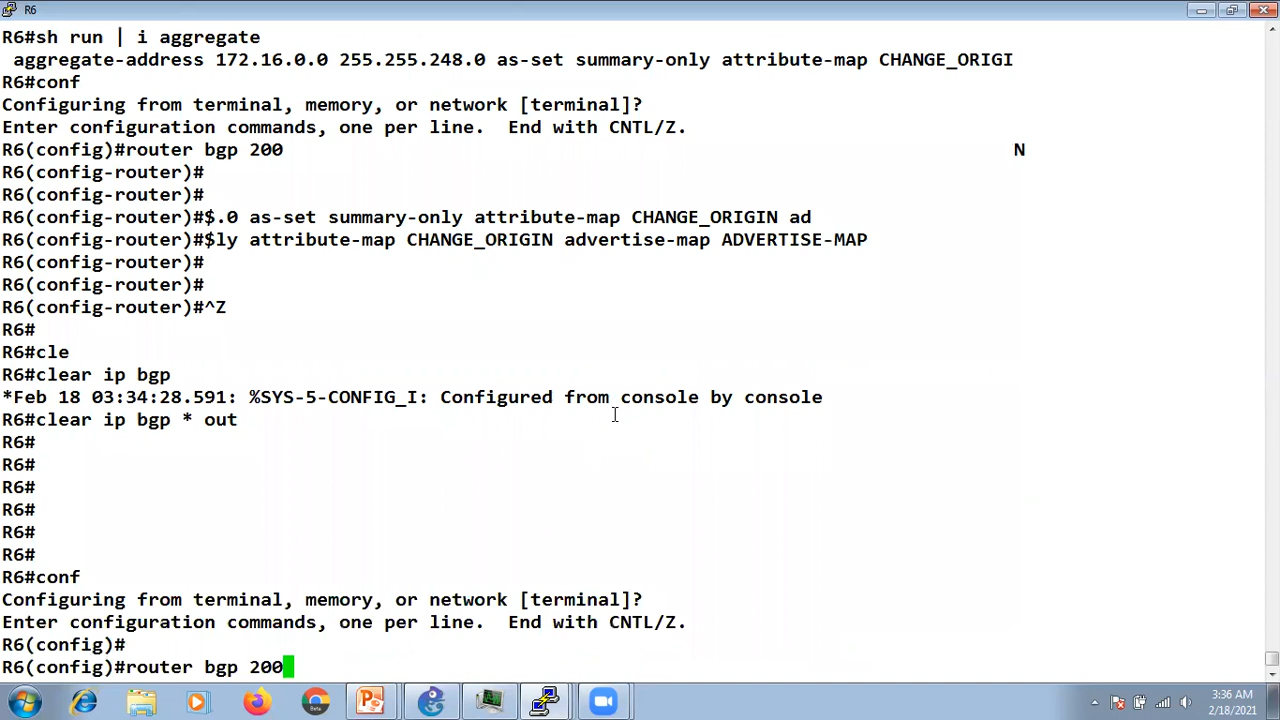 R6
R6#sh run | i aggregate
 aggregate-address 172.16.0.0 255.255.248.0 as-set summary-only attribute-map CHANGE_ORIGI
R6#conf
Configuring from terminal, memory, or network [terminal]?
Enter configuration commands, one per line.  End with CNTL/Z.
R6(config)#router bgp 200 N
R6(config-router)#
R6(config-router)#
R6(config-router)#$.0 as-set summary-only attribute-map CHANGE_ORIGIN ad
R6(config-router)#$ly attribute-map CHANGE_ORIGIN advertise-map ADVERTISE-MAP
R6(config-router)#
R6(config-router)#
R6(config-router)#^Z
R6#
R6#cle
R6#clear ip bgp
*Feb 18 03:34:28.591: %SYS-5-CONFIG_I: Configured from console by console
R6#clear ip bgp * out
R6#
R6#
R6#
R6#
R6#
R6#
R6#conf
Configuring from terminal, memory, or network [terminal]?
Enter configuration commands, one per line.  End with CNTL/Z.
R6(config)#
R6(config)#router bgp 200
Beta
3:36 AM
2/18/2021